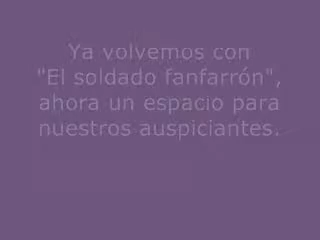 Ya volvemos con
"El soldado fanfarrón",
ahora un espacio para
nuestros auspiciantes.